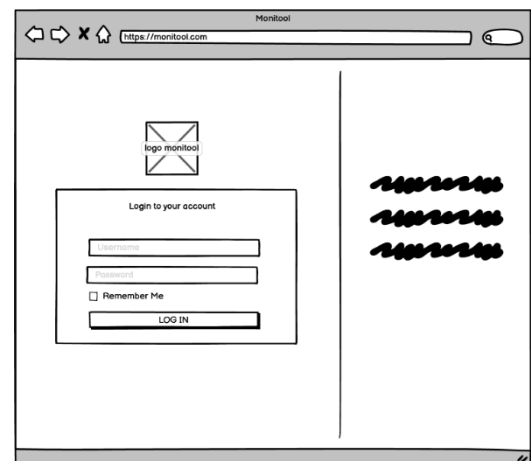 Monitool
https://monitool.com
logo monitool
Login to your account
Username
Password
Remember Me
LOG IN